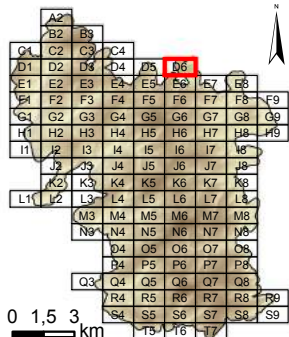 A2
N
B2 B3
C1 C2 C3 C4
D1 D2 D3 D4 D5 D6
E1 E2 E3 E4 E5 E6 E7 E8
F1 F2 F3 F4 F5 F6 F7 F8 F9
G1 G2 G3 G4 G5 G6 G7 G8 G9
H1 H2 H3 H4 H5 H6 H7 H8 H9
I1 I2 I3 I4 I5 I6 I7 I8
J2 J3 J4 J5 J6 J7 J8
K2 K3 K4 K5 K6 K7 K8
L1 L2 L3 L4 L5 L6 L7 L8
M3 M4 M5 M6 M7 M8
N3 N4 N5 N6 N7 N8
O4 O5 O6 O7 O8
P4 P5 P6 P7 P8
Q3 Q4 Q5 Q6 Q7 Q8
R4 R5 R6 R7 R8 R9
S4 S5 S6 S7 S8 S9
T5 T6 T7
0 1,5 3
km